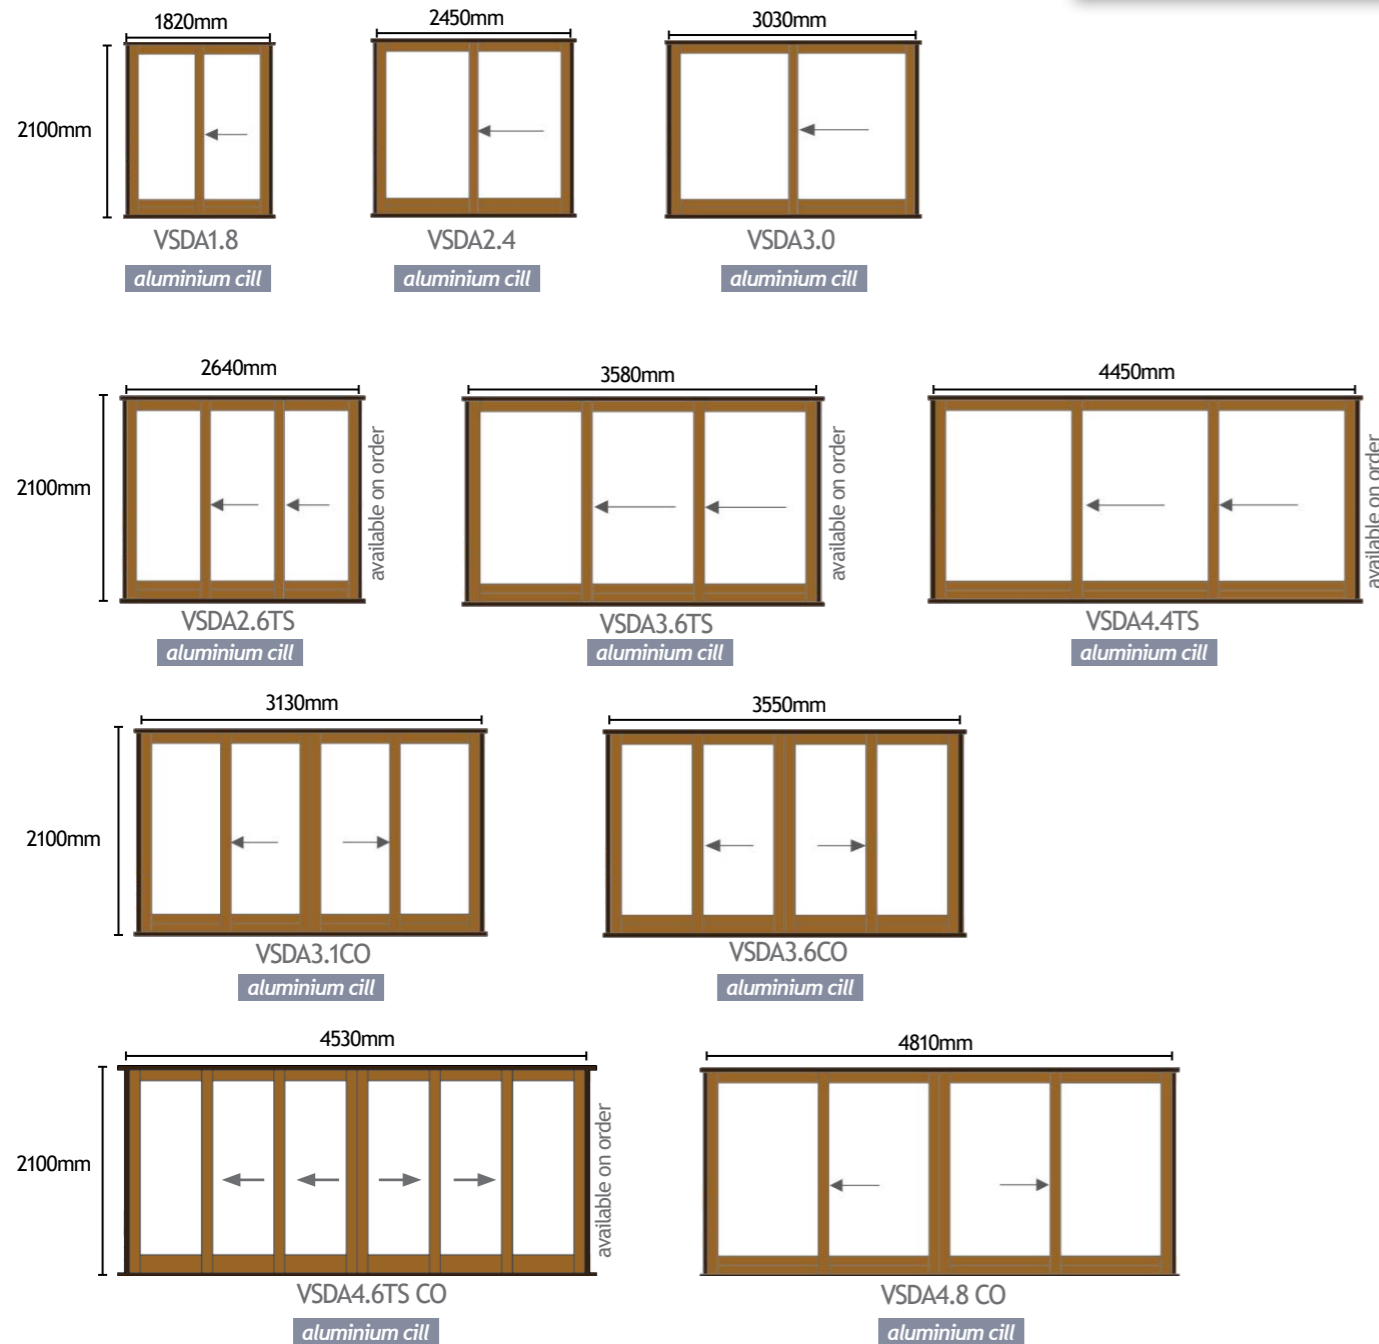 1820mm
2450mm
3030mm
2100mm
VSDA1.8
VSDA2.4
VSDA3.0
aluminium cill
aluminium cill
aluminium cill
2640mm
3580mm
4450mm
2100mm
available on order
available on order
available on order
VSDA2.6TS
VSDA3.6TS
VSDA4.4TS
aluminium cill
aluminium cill
aluminium cill
3130mm
3550mm
2100mm
VSDA3.1CO
VSDA3.6CO
aluminium cill
aluminium cill
4530mm
4810mm
2100mm
available on order
VSDA4.6TS CO
VSDA4.8 CO
aluminium cill
aluminium cill